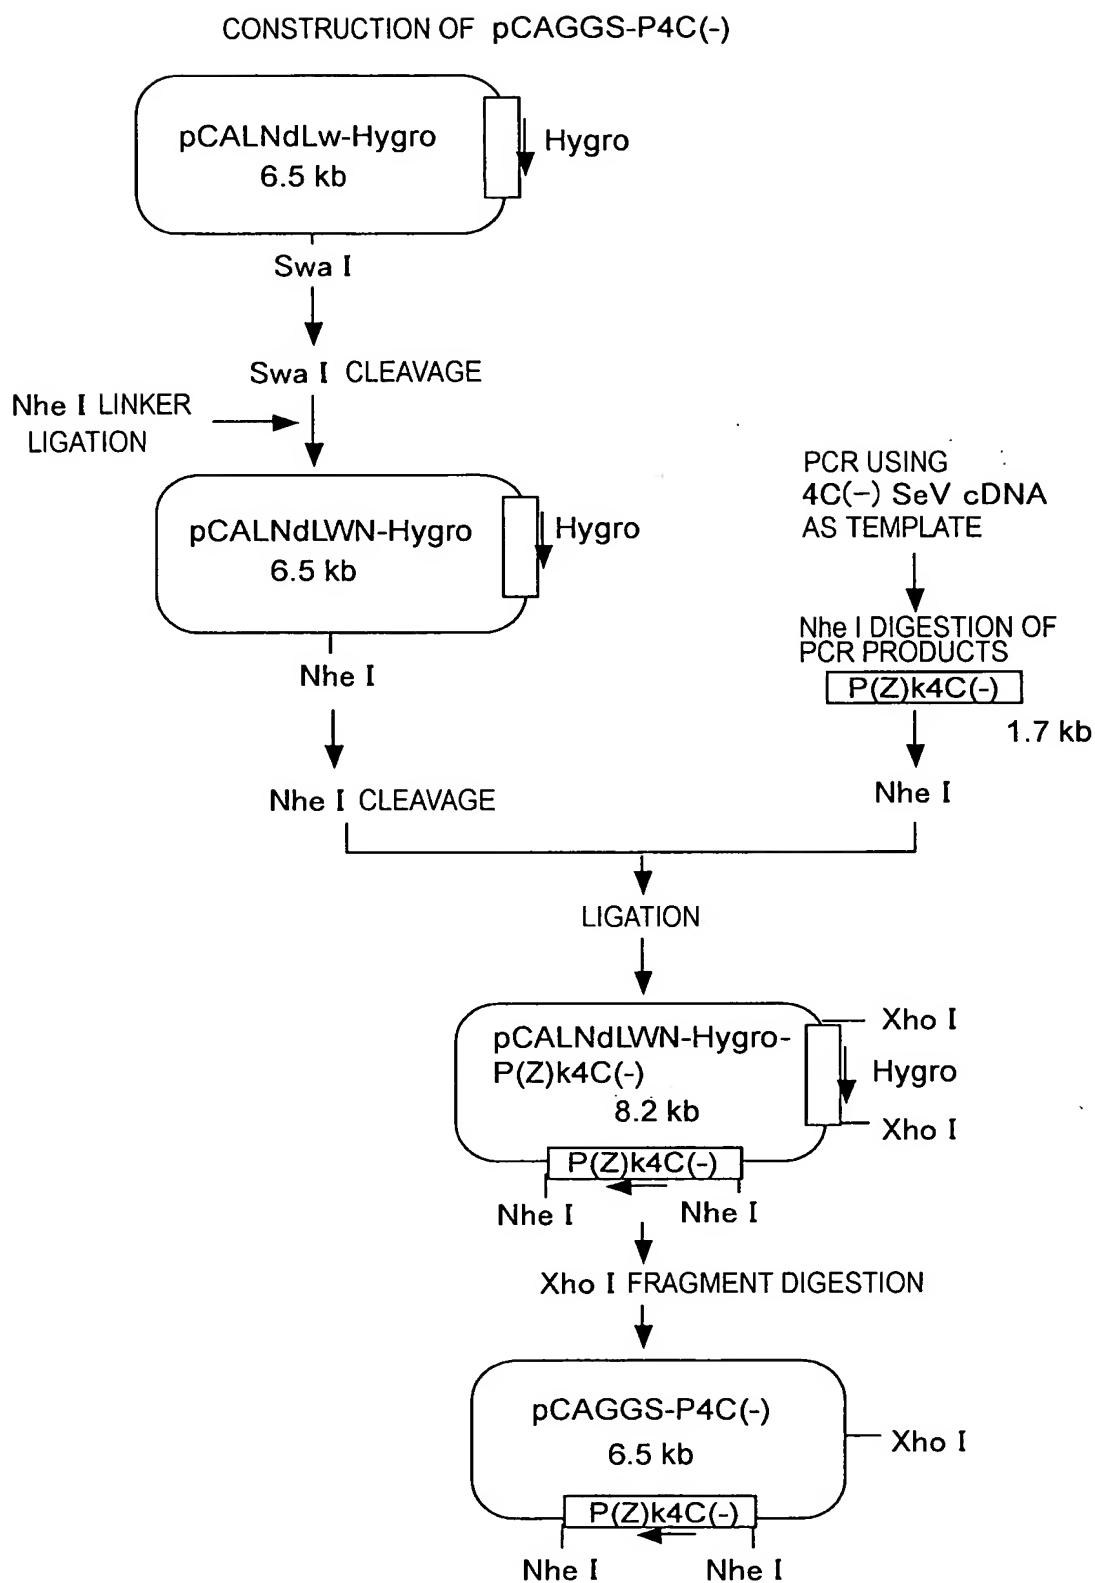 CONSTRUCTION OF pCAGGS-P4C(-)
pCALNdLw-Hygro
6.5 kb
Hygro
Swa I
Swa I CLEAVAGE
Nhe I LINKER
LIGATION
pCALNdLWN-Hygro
6.5 kb
Hygro
Nhe I
Nhe I CLEAVAGE
PCR USING
4C(-) SeV cDNA
AS TEMPLATE
Nhe I DIGESTION OF
PCR PRODUCTS
P(Z)k4C(-)
1.7 kb
Nhe I
LIGATION
pCALNdLWN-Hygro-
P(Z)k4C(-)
8.2 kb
Xho I
Hygro
Xho I
P(Z)k4C(-)
Nhe I
Nhe I
Xho I FRAGMENT DIGESTION
pCAGGS-P4C(-)
6.5 kb
Xho I
P(Z)k4C(-)
Nhe I
Nhe I